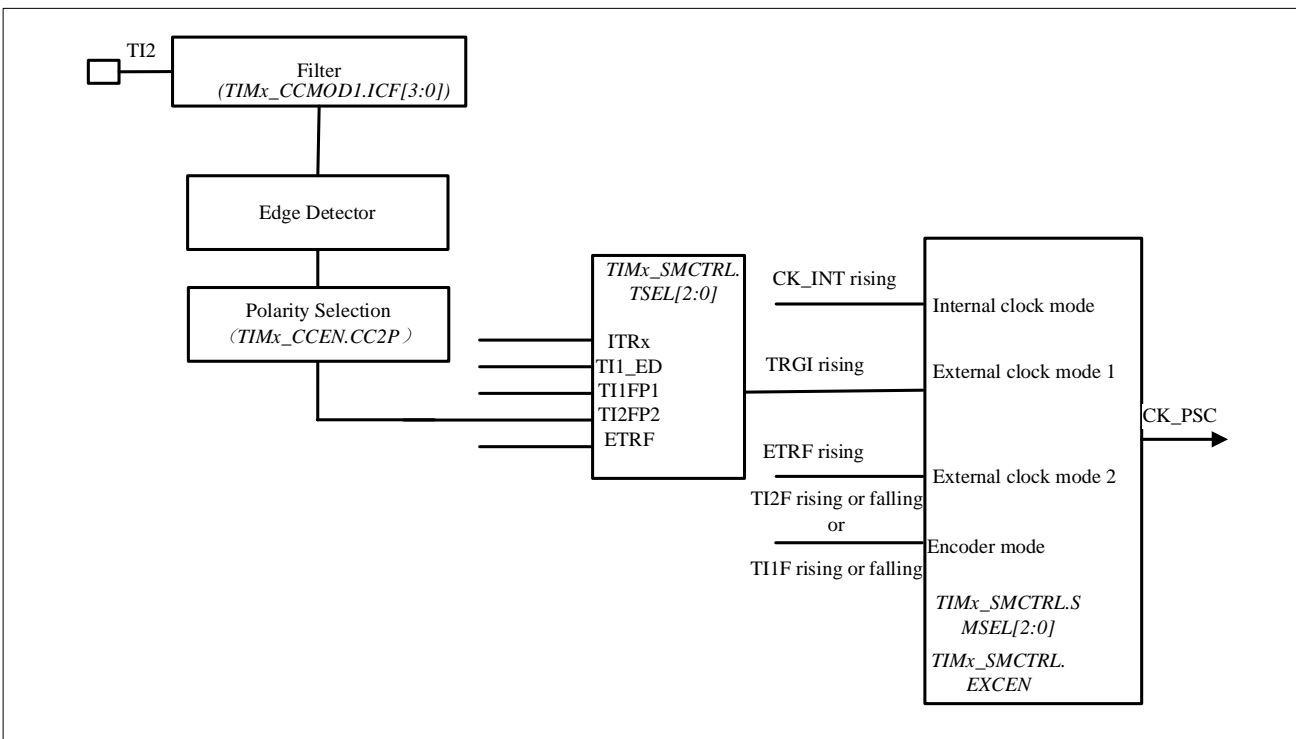 TI2
Filter
(TIMx_CCMOD1.ICF[3:0])
Edge Detector
Polarity Selection
（TIMx_CCEN.CC2P）
TIMx_SMCTRL.
TSEL[2:0]
ITRx
TI1_ED
TI1FP1
TI2FP2
ETRF
CK_INT rising
TRGI rising
ETRF rising
TI2F rising or falling
or
TI1F rising or falling
Internal clock mode
External clock mode 1
External clock mode 2
Encoder mode
TIMx_SMCTRL.S
MSEL[2:0]
TIMx_SMCTRL.
EXCEN
CK_PSC